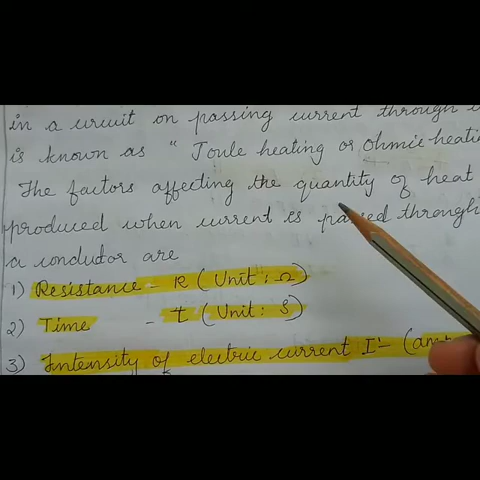 in a circuit on passing current through
is known as " Joule heating or ohmic heati
The factors affecting the quantity of heat
produced when current is passed through
a condutor are
1) Resistance - R ( Unit : Ω )
2) Time - t ( Unit : S )
3) Intensity of electric current I :- (am